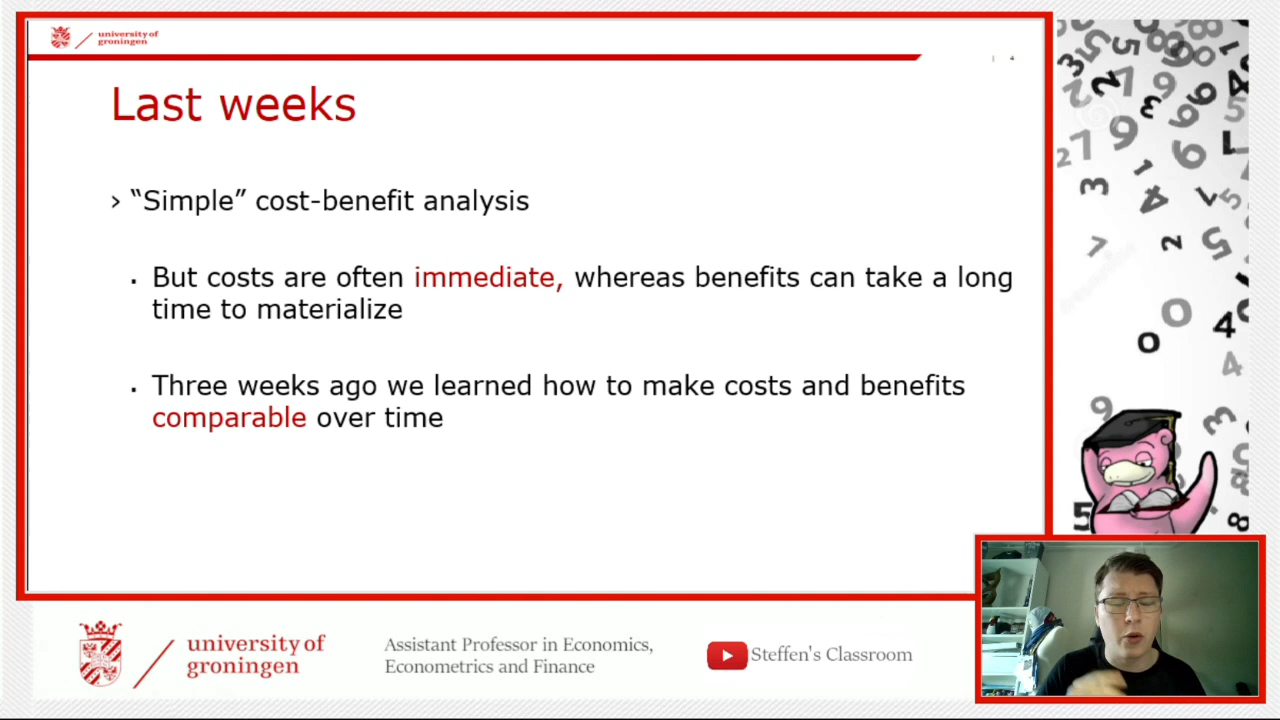 university of
groningen
| 4
Last weeks
› “Simple” cost-benefit analysis
▪ But costs are often immediate, whereas benefits can take a long
time to materialize
▪ Three weeks ago we learned how to make costs and benefits
comparable over time
university of
groningen
Assistant Professor in Economics,
Econometrics and Finance
Steffen's Classroom